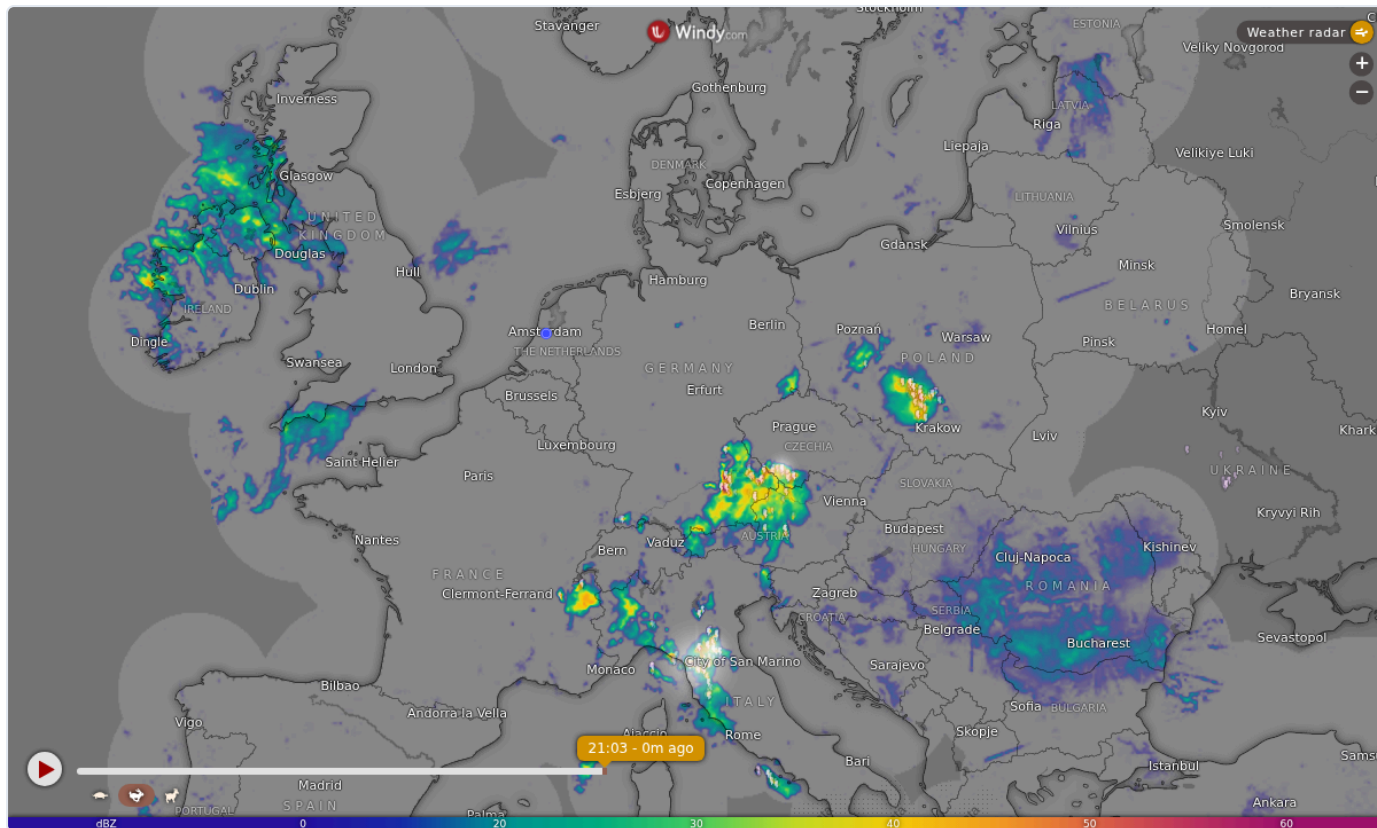 Stockholm
ESTONIA
Stavanger
Windy.com
Weather radar
Veliky Novgorod
+
−
Gothenburg
Inverness
LATVIA
Riga
Liepaja
Velikiye Luki
DENMARK
Glasgow
Copenhagen
Esbjerg
LITHUANIA
UNITED
KINGDOM
Vilnius
Smolensk
Gdansk
Douglas
Hull
Minsk
Hamburg
Dublin
Bryansk
BELARUS
IRELAND
Berlin
Poznań
Warsaw
Homel
Amsterdam
Dingle
Pinsk
THE NETHERLANDS
POLAND
Swansea
London
GERMANY
Erfurt
Brussels
Kyiv
Prague
Krakow
Khark
Lviv
Luxembourg
CZECHIA
Saint Helier
Paris
UKRAINE
SLOVAKIA
Vienna
Kryvyi Rih
Budapest
AUSTRIA
Nantes
Vaduz
Bern
HUNGARY
Kishinev
Cluj-Napoca
FRANCE
ROMANIA
Clermont-Ferrand
Zagreb
SERBIA
CROATIA
Belgrade
Sevastopol
Bucharest
City of San Marino
Monaco
Sarajevo
Bilbao
ITALY
Sofia
BULGARIA
Andorra la Vella
Vigo
Ajaccio
Rome
Skopje
21:03 - 0m ago
Bari
Samsu
Istanbul
Madrid
Ankara
SPAIN
PORTUGAL
Palma
dBZ 0 20 30 40 50 60